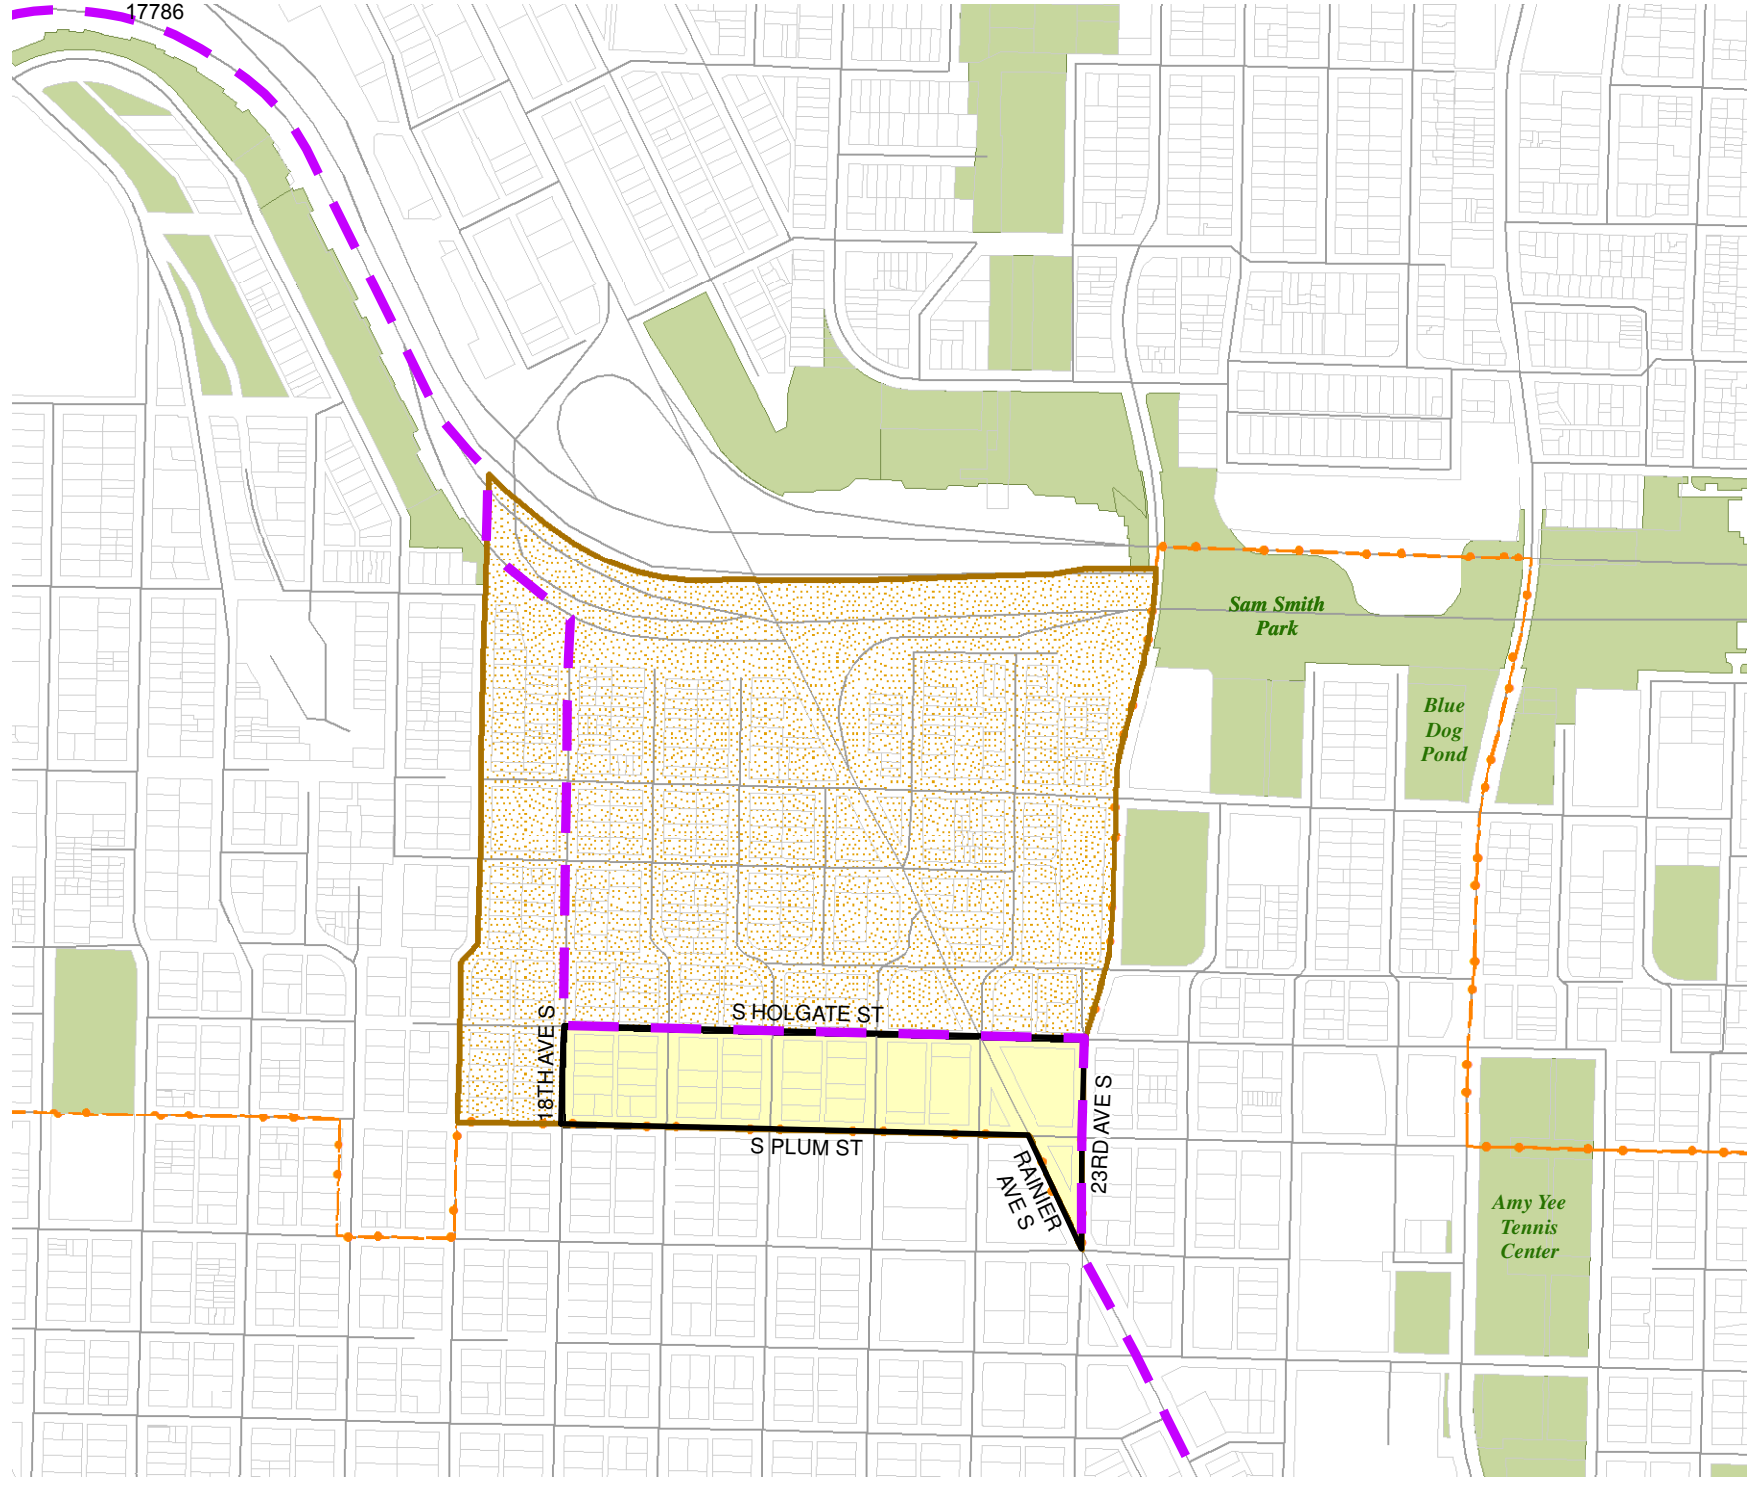 17786
Sam Smith
Park
Blue
Dog
Pond
S HOLGATE ST
18TH AVE S
23RD AVE S
S PLUM ST
RAINIER
AVE S
Amy Yee
Tennis
Center